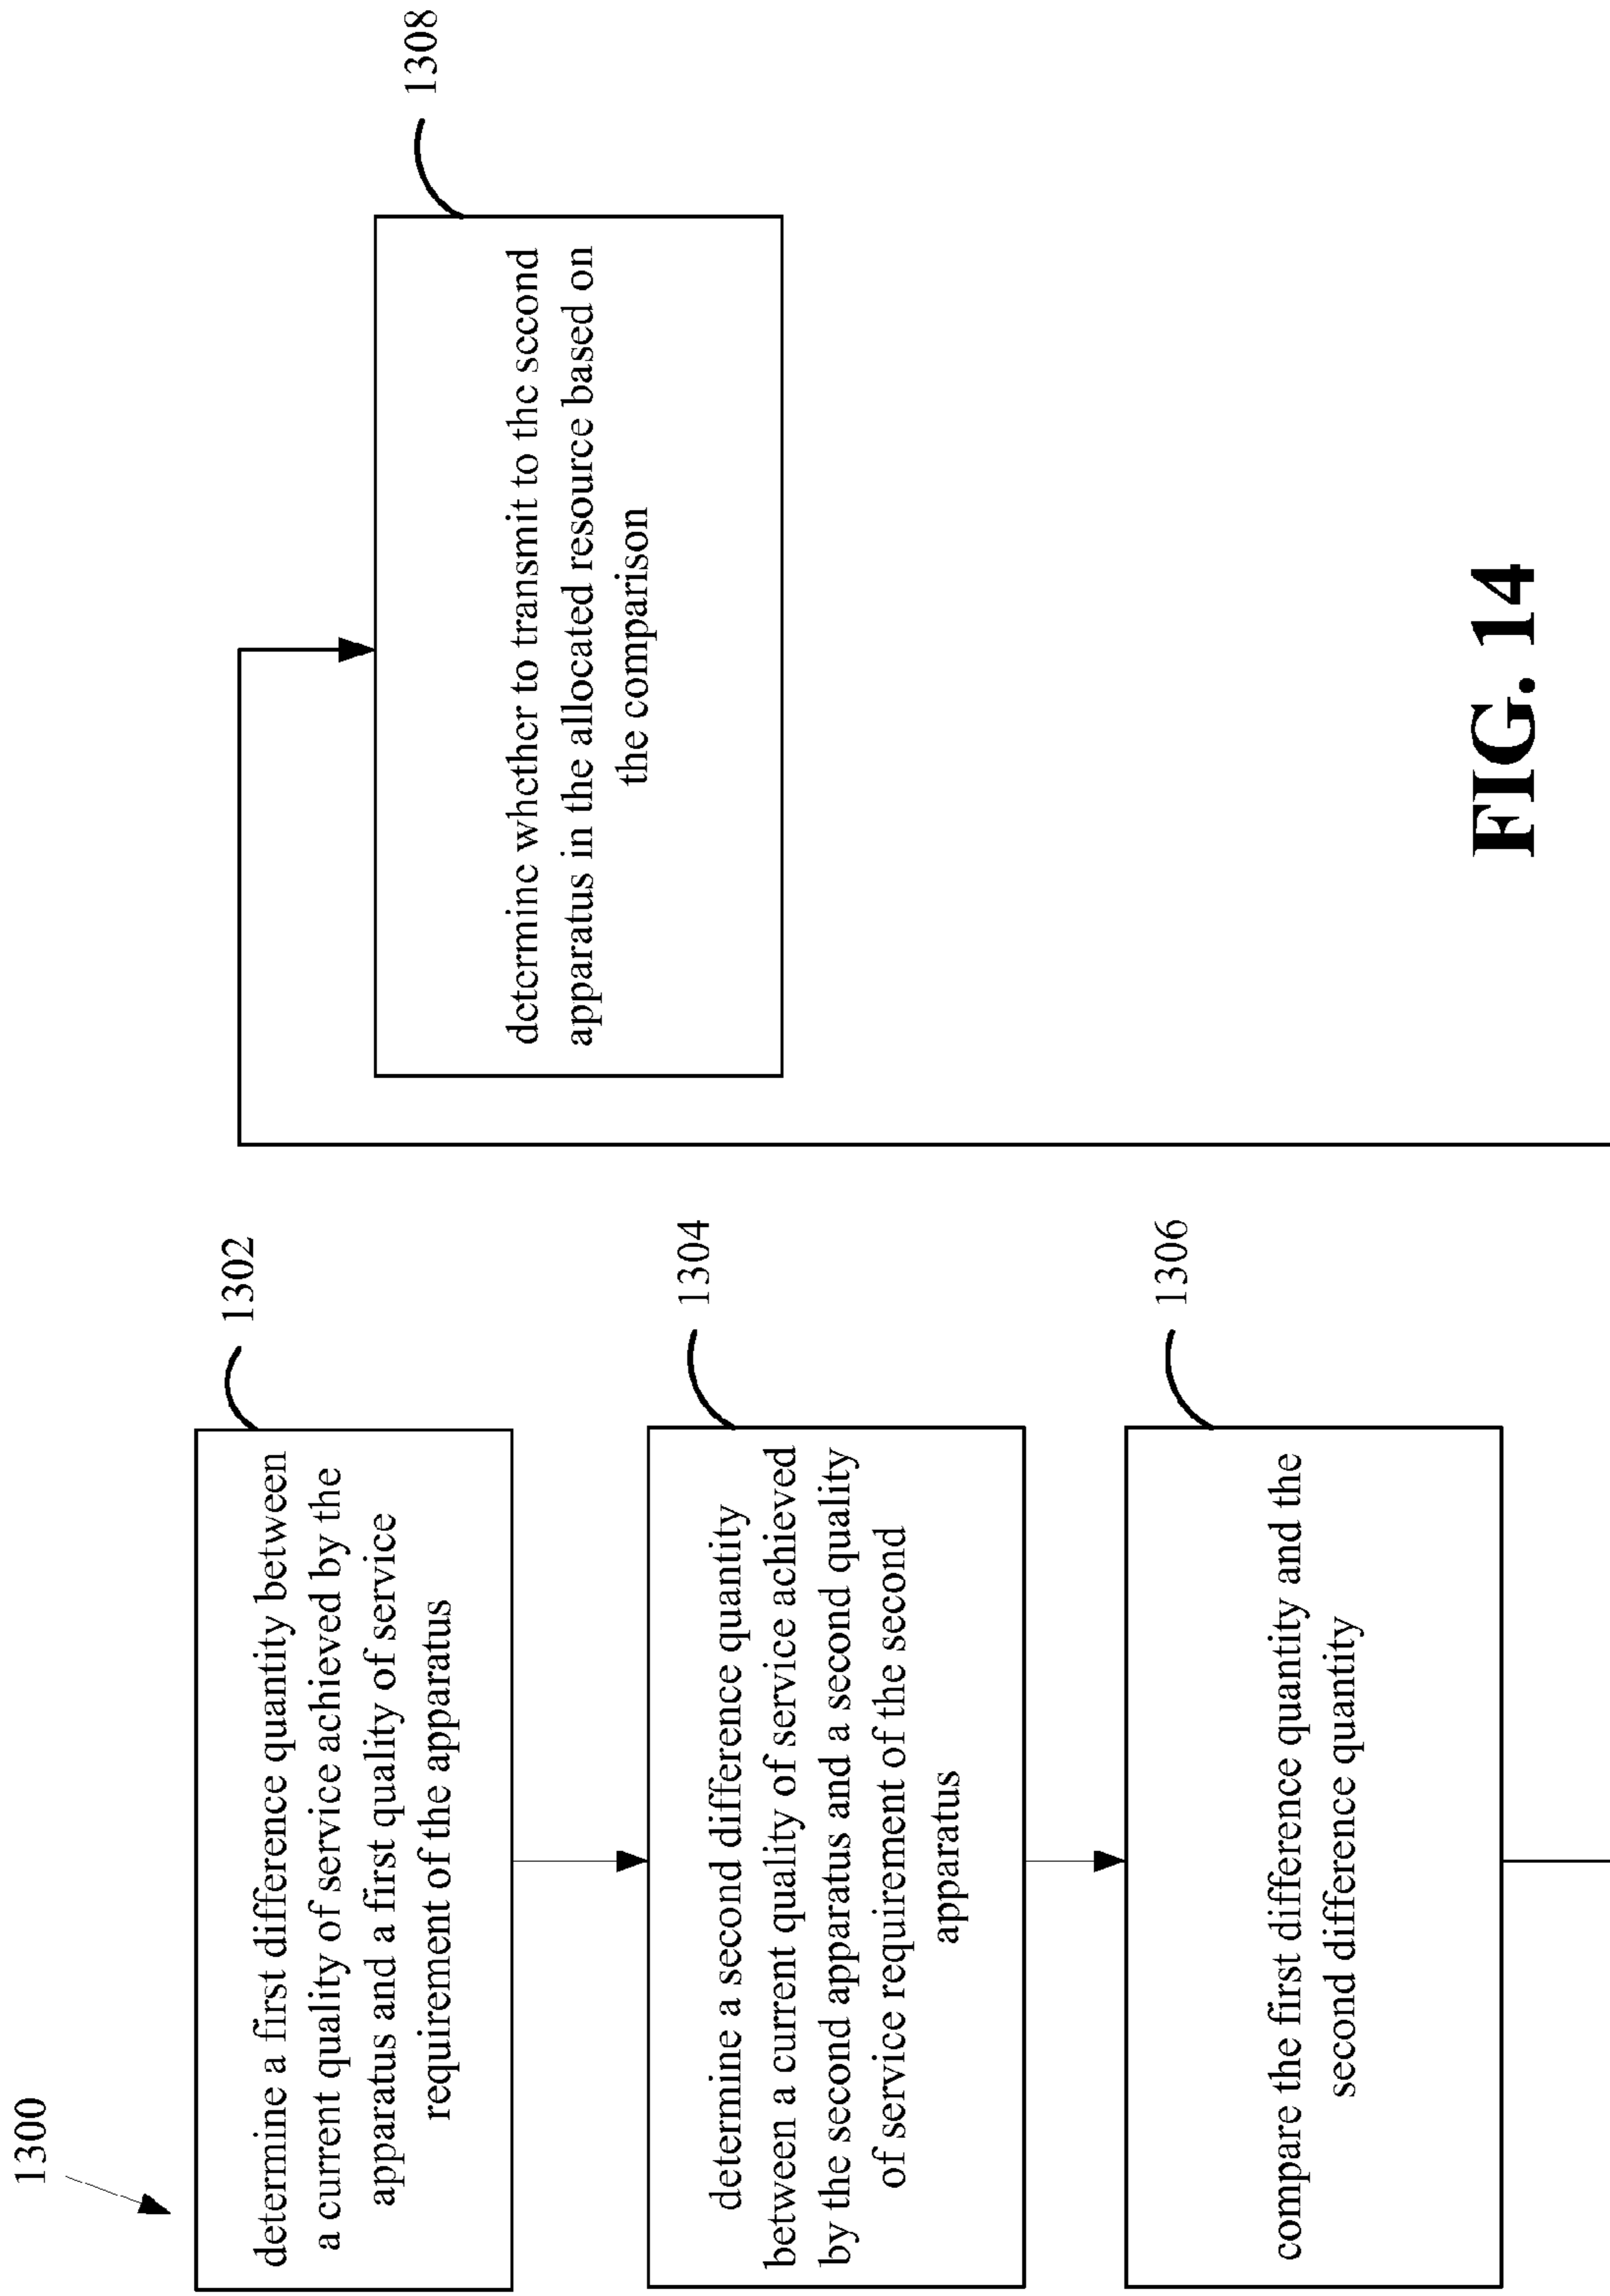 1300
1302
determine a first difference quantity between
a current quality of service achieved by the
apparatus and a first quality of service
requirement of the apparatus
1304
determine a second difference quantity
between a current quality of service achieved
by the second apparatus and a second quality
of service requirement of the second
apparatus
1306
compare the first difference quantity and the
second difference quantity
1308
determine whether to transmit to the second
apparatus in the allocated resource based on
the comparison
FIG. 14